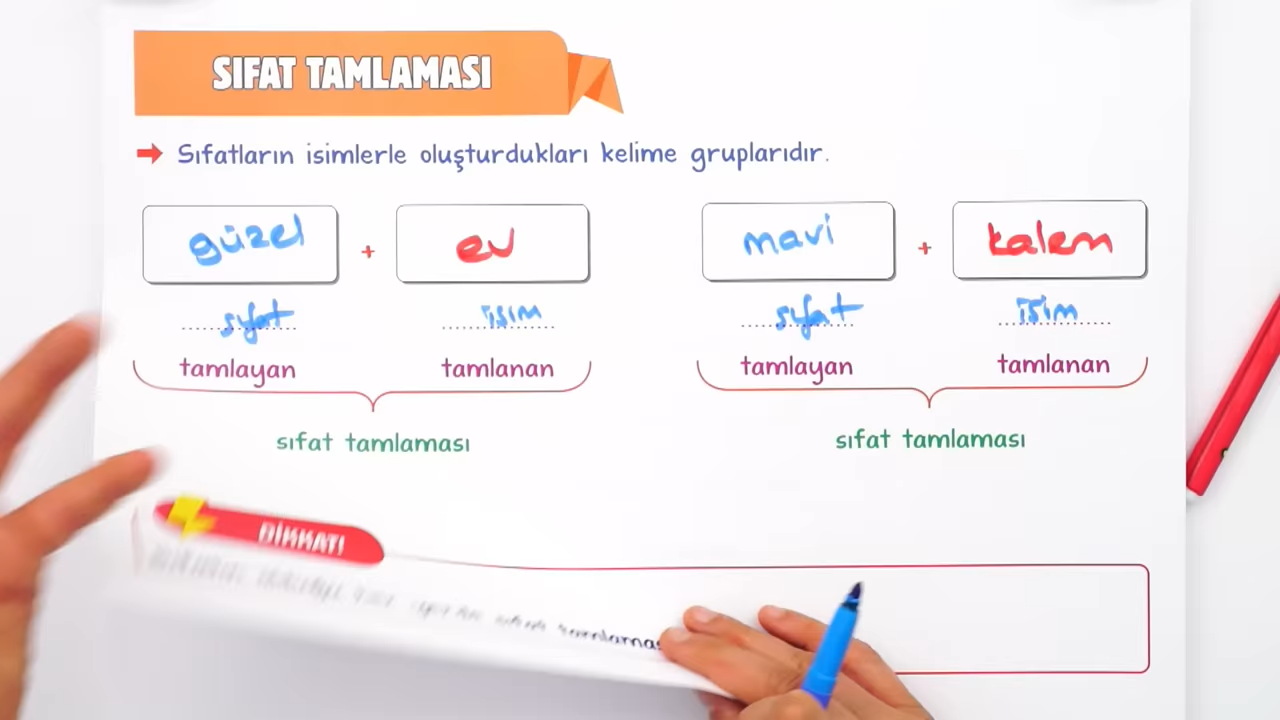 SIFAT TAMLAMASI
Sıfatların isimlerle oluşturdukları kelime gruplarıdır.
güzel + ev mavi + kalem
sıfat isim sıfat isim
tamlayan tamlanan tamlayan tamlanan
sıfat tamlaması sıfat tamlaması
DİKKAT!